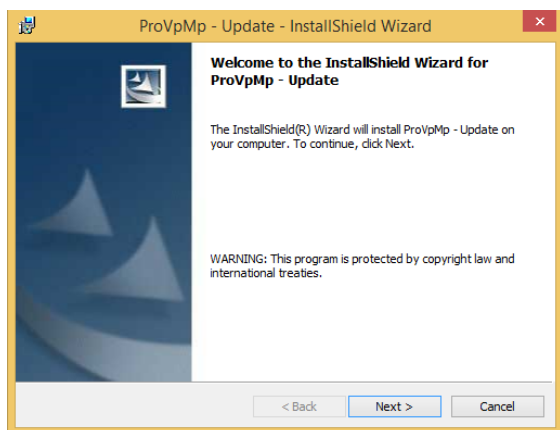 ProVpMp - Update - InstallShield Wizard
Welcome to the InstallShield Wizard for
ProVpMp - Update
The InstallShield(R) Wizard will install ProVpMp - Update on
your computer. To continue, click Next.
WARNING: This program is protected by copyright law and
international treaties.
< Back
Next >
Cancel